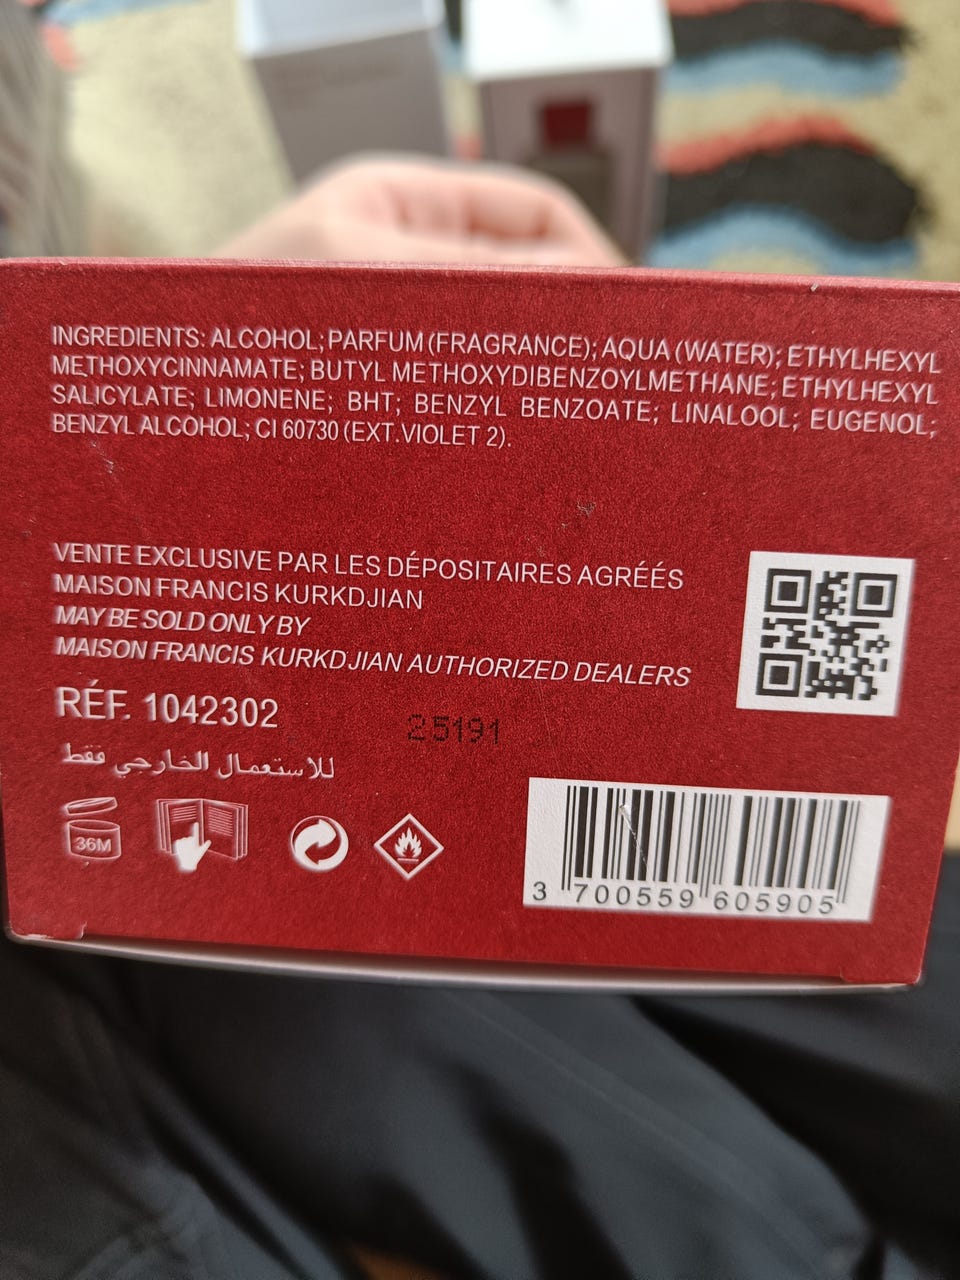 INGREDIENTS: ALCOHOL; PARFUM (FRAGRANCE); AQUA (WATER); ETHYLHEXYL
METHOXYCINNAMATE; BUTYL METHOXYDIBENZOYLMETHANE; ETHYLHEXYL
SALICYLATE; LIMONENE; BHT; BENZYL BENZOATE; LINALOOL; EUGENOL;
BENZYL ALCOHOL; CI 60730 (EXT.VIOLET 2).
VENTE EXCLUSIVE PAR LES DÉPOSITAIRES AGRÉÉS
MAISON FRANCIS KURKDJIAN
MAY BE SOLD ONLY BY
MAISON FRANCIS KURKDJIAN AUTHORIZED DEALERS
RÉF. 1042302
25191
للاستعمال الخارجي فقط
36M
3 700559 605905